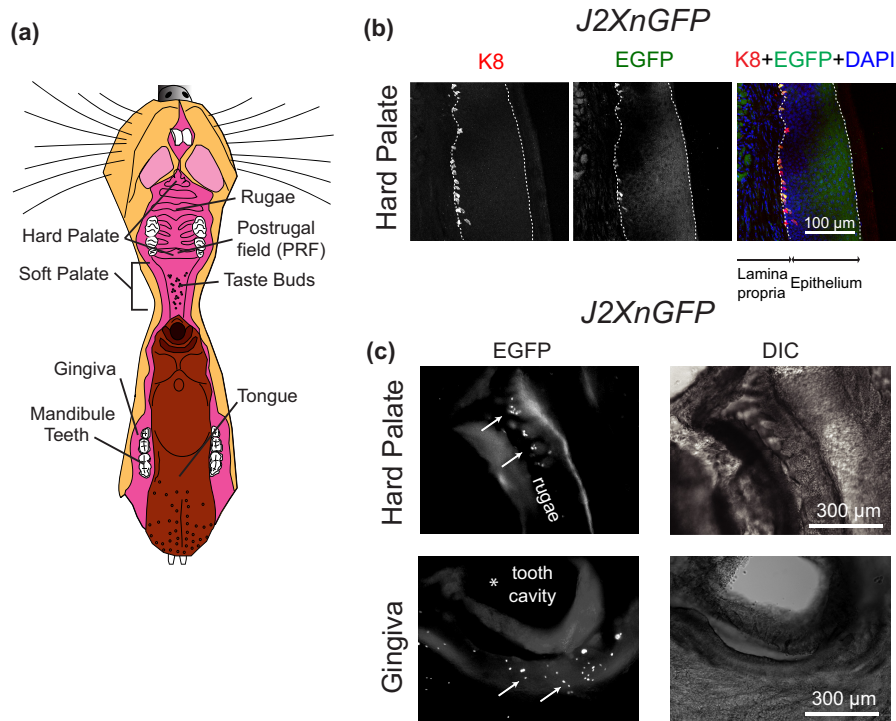 (a)
Rugae
Hard Palate
Postrugal
field (PRF)
Soft Palate
Taste Buds
Gingiva
Tongue
Mandibule
Teeth
(b)
J2XnGFP
K8
EGFP
K8+EGFP+DAPI
Hard Palate
100 µm
Lamina
propria
Epithelium
J2XnGFP
(c)
EGFP
DIC
Hard Palate
rugae
300 µm
Gingiva
* tooth
cavity
300 µm